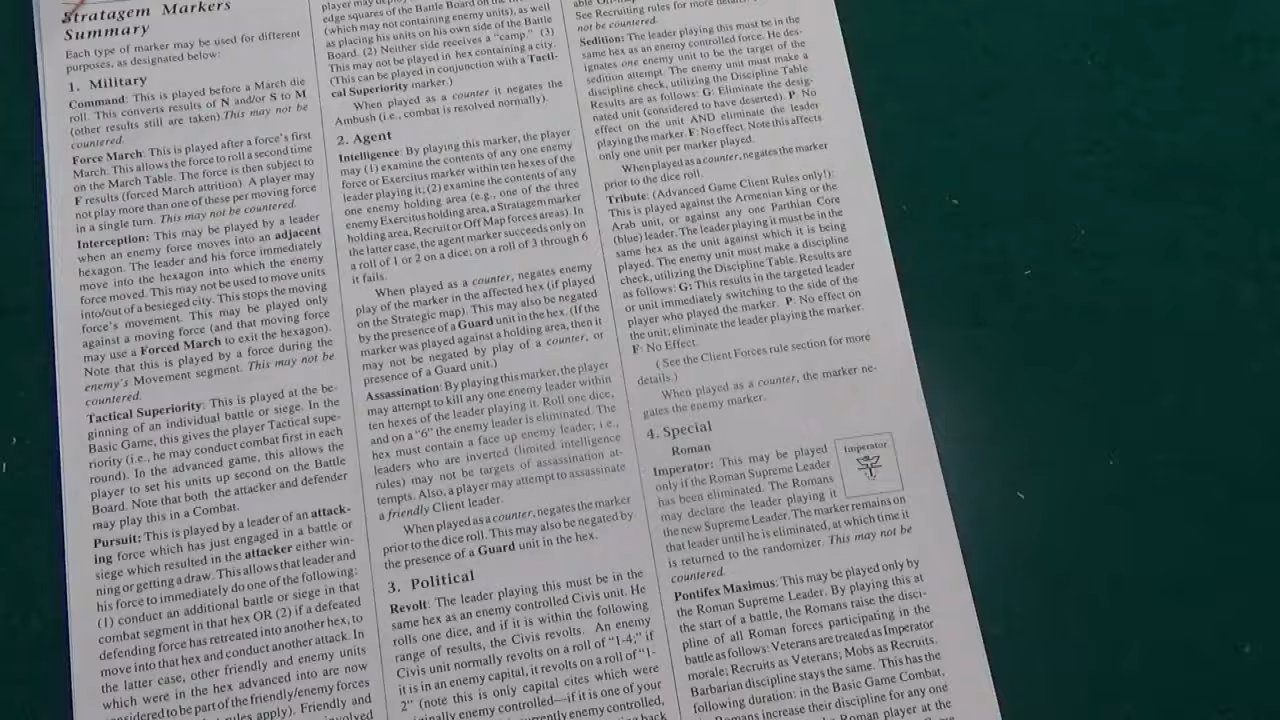 Stratagem Markers
Summary
Each type of marker may be used for different
purposes, as designated below:
1. Military
Command: This is played before a March die
roll. This converts results of N and/or S to M
(other results still are taken).This may not be
countered.
Force March: This is played after a force's first
March. This allows the force to roll a second time
on the March Table. The force is then subject to
F results (forced March attrition). A player may
not play more than one of these per moving force
in a single turn. This may not be countered.
Interception: This may be played by a leader
when an enemy force moves into an adjacent
hexagon. The leader and his force immediately
move into the hexagon into which the enemy
force moved. This may not be used to move units
into/out of a besieged city. This stops the moving
force's movement. This may be played only
against a moving force (and that moving force
may use a Forced March to exit the hexagon).
Note that this is played by a force during the
enemy's Movement segment. This may not be
countered.
Tactical Superiority: This is played at the be-
ginning of an individual battle or siege. In the
Basic Game, this gives the player Tactical supe-
riority (i.e., he may conduct combat first in each
round). In the advanced game, this allows the
player to set his units up second on the Battle
Board. Note that both the attacker and defender
may play this in a Combat.
Pursuit: This is played by a leader of an attack-
ing force which has just engaged in a battle or
siege which resulted in the attacker either win-
ning or getting a draw. This allows that leader and
his force to immediately do one of the following:
(1) conduct an additional battle or siege in that
combat segment in that hex OR (2) if a defeated
defending force has retreated into another hex, to
move into that hex and conduct another attack. In
the latter case, other friendly and enemy units
which were in the hex advanced into are now
considered to be part of the friendly/enemy forces
rules apply). Friendly and
edge squares of the Battle Board on the
(which may not containing enemy units), as well
as placing his units on his own side of the Battle
Board. (2) Neither side receives a "camp." (3)
This may not be played in hex containing a city.
(This can be played in conjunction with a Tacti-
cal Superiority marker.)
When played as a counter it negates the
Ambush (i.e., combat is resolved normally).
2. Agent
Intelligence: By playing this marker, the player
may (1) examine the contents of any one enemy
force or Exercitus marker within ten hexes of the
leader playing it; (2) examine the contents of any
one enemy holding area (e.g., one of the three
enemy Exercitus holding area, a Stratagem marker
holding area, Recruit or Off Map forces areas). In
the latter case, the agent marker succeeds only on
a roll of 1 or 2 on a dice; on a roll of 3 through 6
it fails.
When played as a counter, negates enemy
play of the marker in the affected hex (if played
on the Strategic map). This may also be negated
by the presence of a Guard unit in the hex. (If the
marker was played against a holding area, then it
may not be negated by play of a counter, or
presence of a Guard unit.)
Assassination: By playing this marker, the player
may attempt to kill any one enemy leader within
ten hexes of the leader playing it. Roll one dice,
and on a "6" the enemy leader is eliminated. The
hex must contain a face up enemy leader; i.e.,
leaders who are inverted (limited intelligence
rules) may not be targets of assassination at-
tempts. Also, a player may attempt to assassinate
a friendly Client leader.
When played as a counter, negates the marker
prior to the dice roll. This may also be negated by
the presence of a Guard unit in the hex.
3. Political
Revolt: The leader playing this must be in the
same hex as an enemy controlled Civis unit. He
rolls one dice, and if it is within the following
range of results, the Civis revolts. An enemy
Civis unit normally revolts on a roll of "1-4;" if
it is in an enemy capital, it revolts on a roll of "1-
2" (note this is only capital cites which were
enemy controlled—if it is one of your
enemy controlled,
back
See Recruiting rules for more
not be countered.
Sedition: The leader playing this must be in the
same hex as an enemy controlled force. He des-
ignates one enemy unit to be the target of the
sedition attempt. The enemy unit must make a
discipline check, utilizing the Discipline Table
Results are as follows: G: Eliminate the desig-
nated unit (considered to have deserted). P: No
effect on the unit AND eliminate the leader
playing the marker. F: No effect. Note this affects
only one unit per marker played.
When played as a counter, negates the marker
prior to the dice roll.
Tribute: (Advanced Game Client Rules only!):
This is played against the Armenian king or the
Arab unit, or against any one Parthian Core
(blue) leader. The leader playing it must be in the
same hex as the unit against which it is being
played. The enemy unit must make a discipline
check, utilizing the Discipline Table. Results are
as follows: G: This results in the targeted leader
or unit immediately switching to the side of the
player who played the marker. P: No effect on
the unit; eliminate the leader playing the marker.
F: No Effect.
( See the Client Forces rule section for more
details.)
When played as a counter, the marker ne-
gates the enemy marker.
4. Special
Roman
Imperator: This may be played
only if the Roman Supreme Leader
has been eliminated. The Romans
may declare the leader playing it
the new Supreme Leader. The marker remains on
that leader until he is eliminated, at which time it
is returned to the randomizer. This may not be
countered.
Imperator
Pontifex Maximus: This may be played only by
the Roman Supreme Leader. By playing this at
the start of a battle, the Romans raise the disci-
pline of all Roman forces participating in the
battle as follows: Veterans are treated as Imperator
morale; Recruits as Veterans; Mobs as Recruits.
Barbarian discipline stays the same. This has the
following duration: in the Basic Game Combat,
Romans increase their discipline for any one
Roman player at the